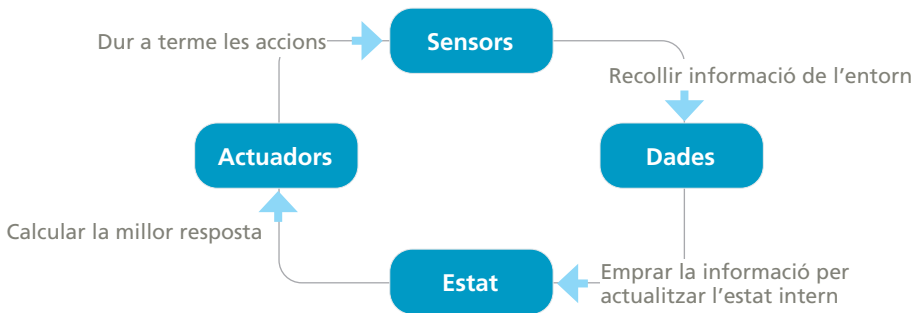 Dur a terme les accions
Sensors
Recollir informació de l’entorn
Actuadors
Dades
Calcular la millor resposta
Estat
Emprar la informació per
actualitzar l’estat intern